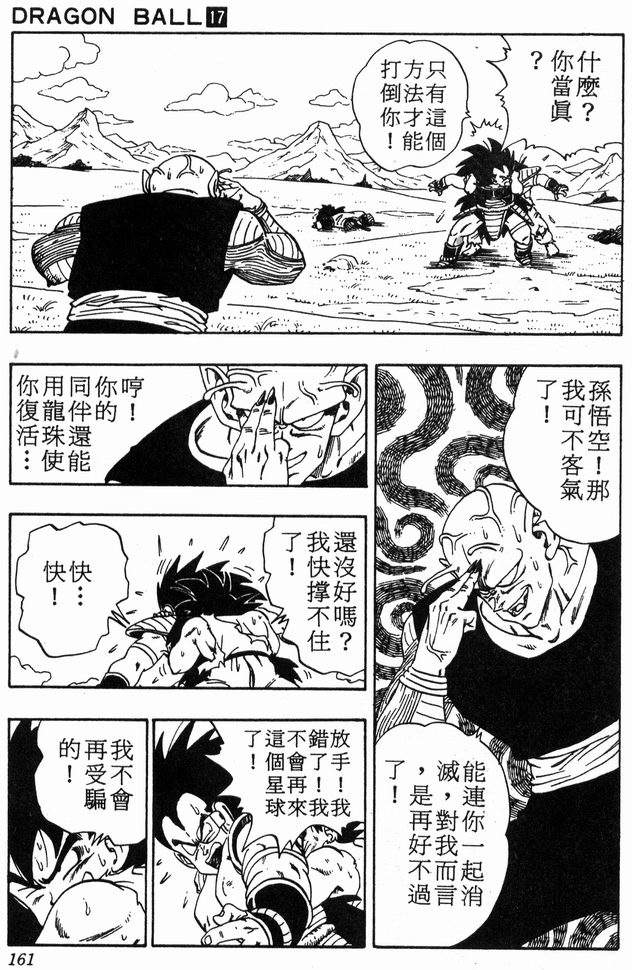 DRAGON BALL 17
什麼？
你當眞
？
只有這個
方法才能
打倒你！
孫悟空！那
我可不客氣
了！
能連你一起消
滅，對我而言
，是再好不過
了！
哼！
你的
同伴還能
用龍珠使
你復活…
還沒好嗎？
我快撐不住
了！
快…
快！
放手！我
錯了！我
不會再來
這個星球
了！
我不會
再受騙
的！
161